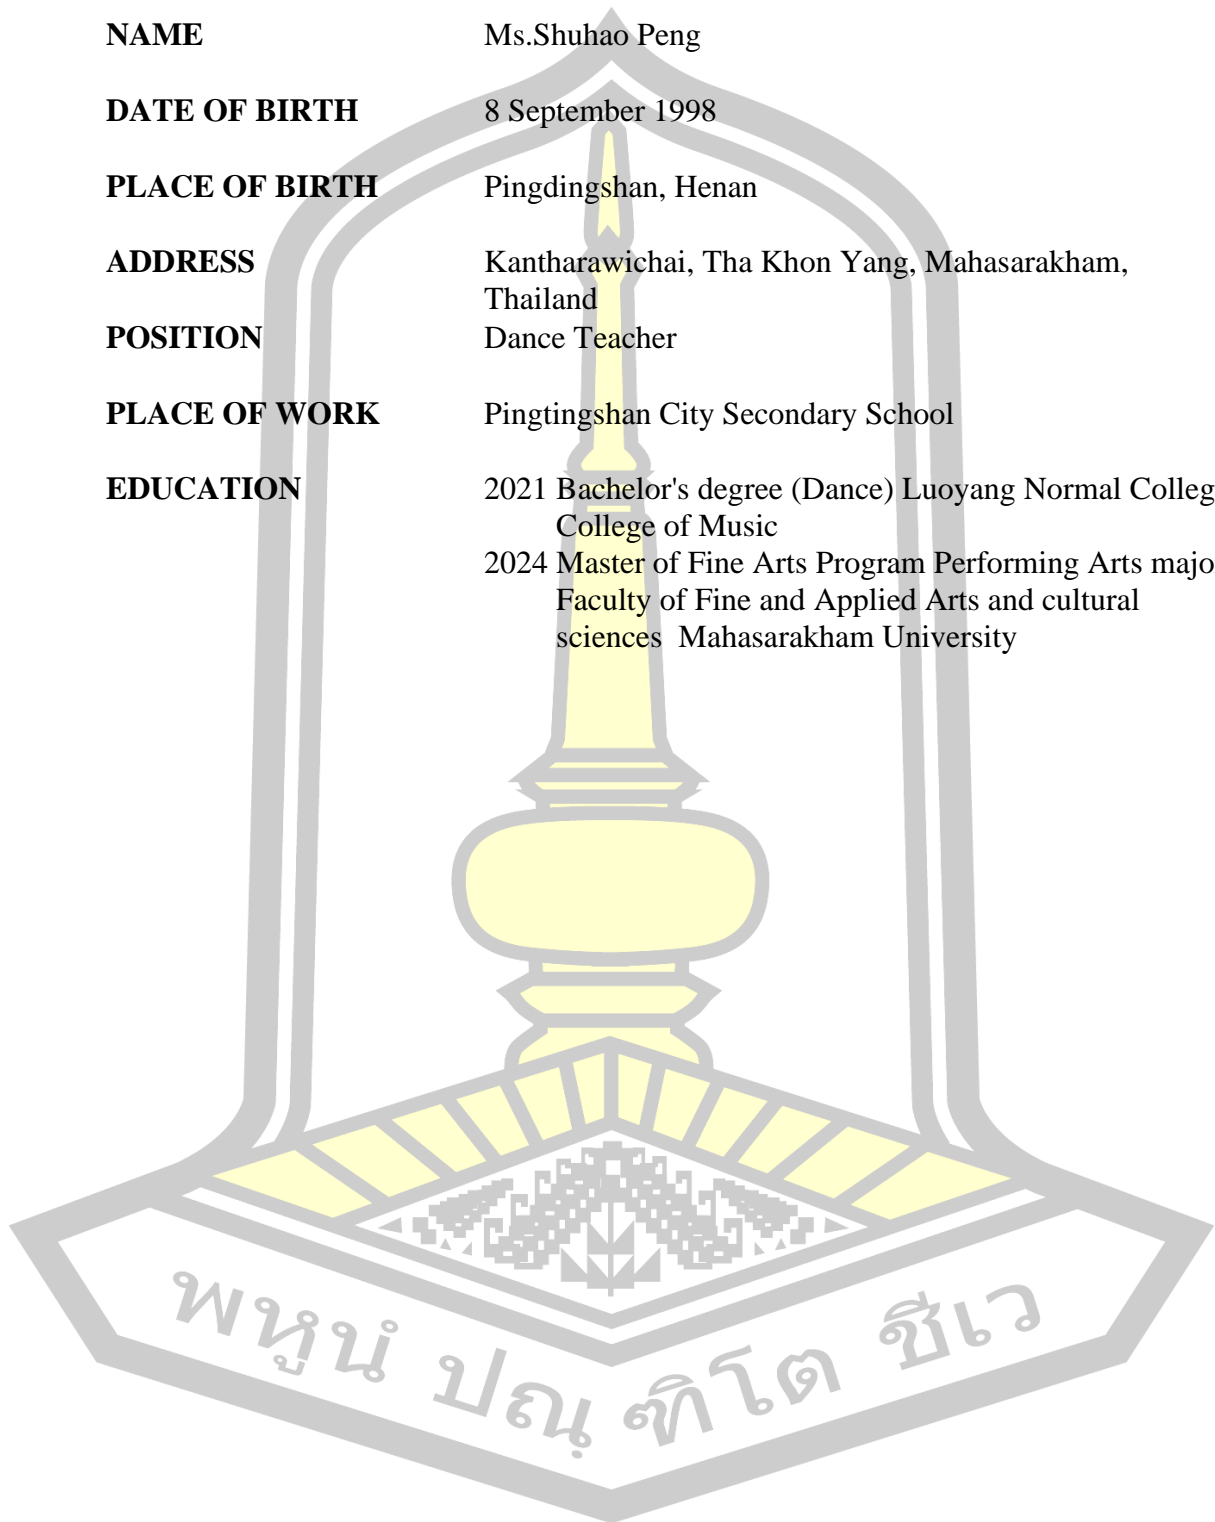 NAME Ms.Shuhao Peng
DATE OF BIRTH 8 September 1998
PLACE OF BIRTH Pingdingshan, Henan
ADDRESS Kantharawichai, Tha Khon Yang, Mahasarakham,
Thailand
POSITION Dance Teacher
PLACE OF WORK Pingtingshan City Secondary School
EDUCATION 2021 Bachelor's degree (Dance) Luoyang Normal Colleg
College of Music
2024 Master of Fine Arts Program Performing Arts majo
Faculty of Fine and Applied Arts and cultural
sciences Mahasarakham University
พหูนํ ปณฺ ฑิโต ชีเว